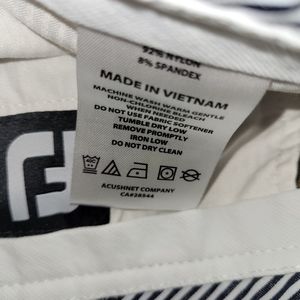 92% NYLON
8% SPANDEX
MADE IN VIETNAM
MACHINE WASH WARM GENTLE
NON-CHLORINE BLEACH
WHEN NEEDED
DO NOT USE FABRIC SOFTENER
TUMBLE DRY LOW
REMOVE PROMPTLY
IRON LOW
DO NOT DRY CLEAN
ACUSHNET COMPANY
CA#28544